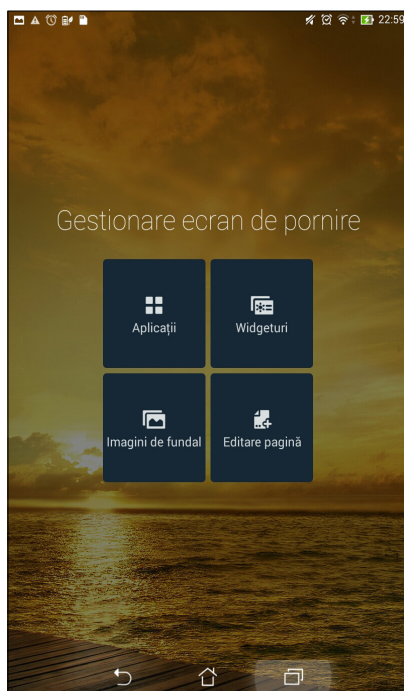 22:59
Gestionare ecran de pornire
Aplicații
Widgeturi
Imagini de fundal
Editare pagină